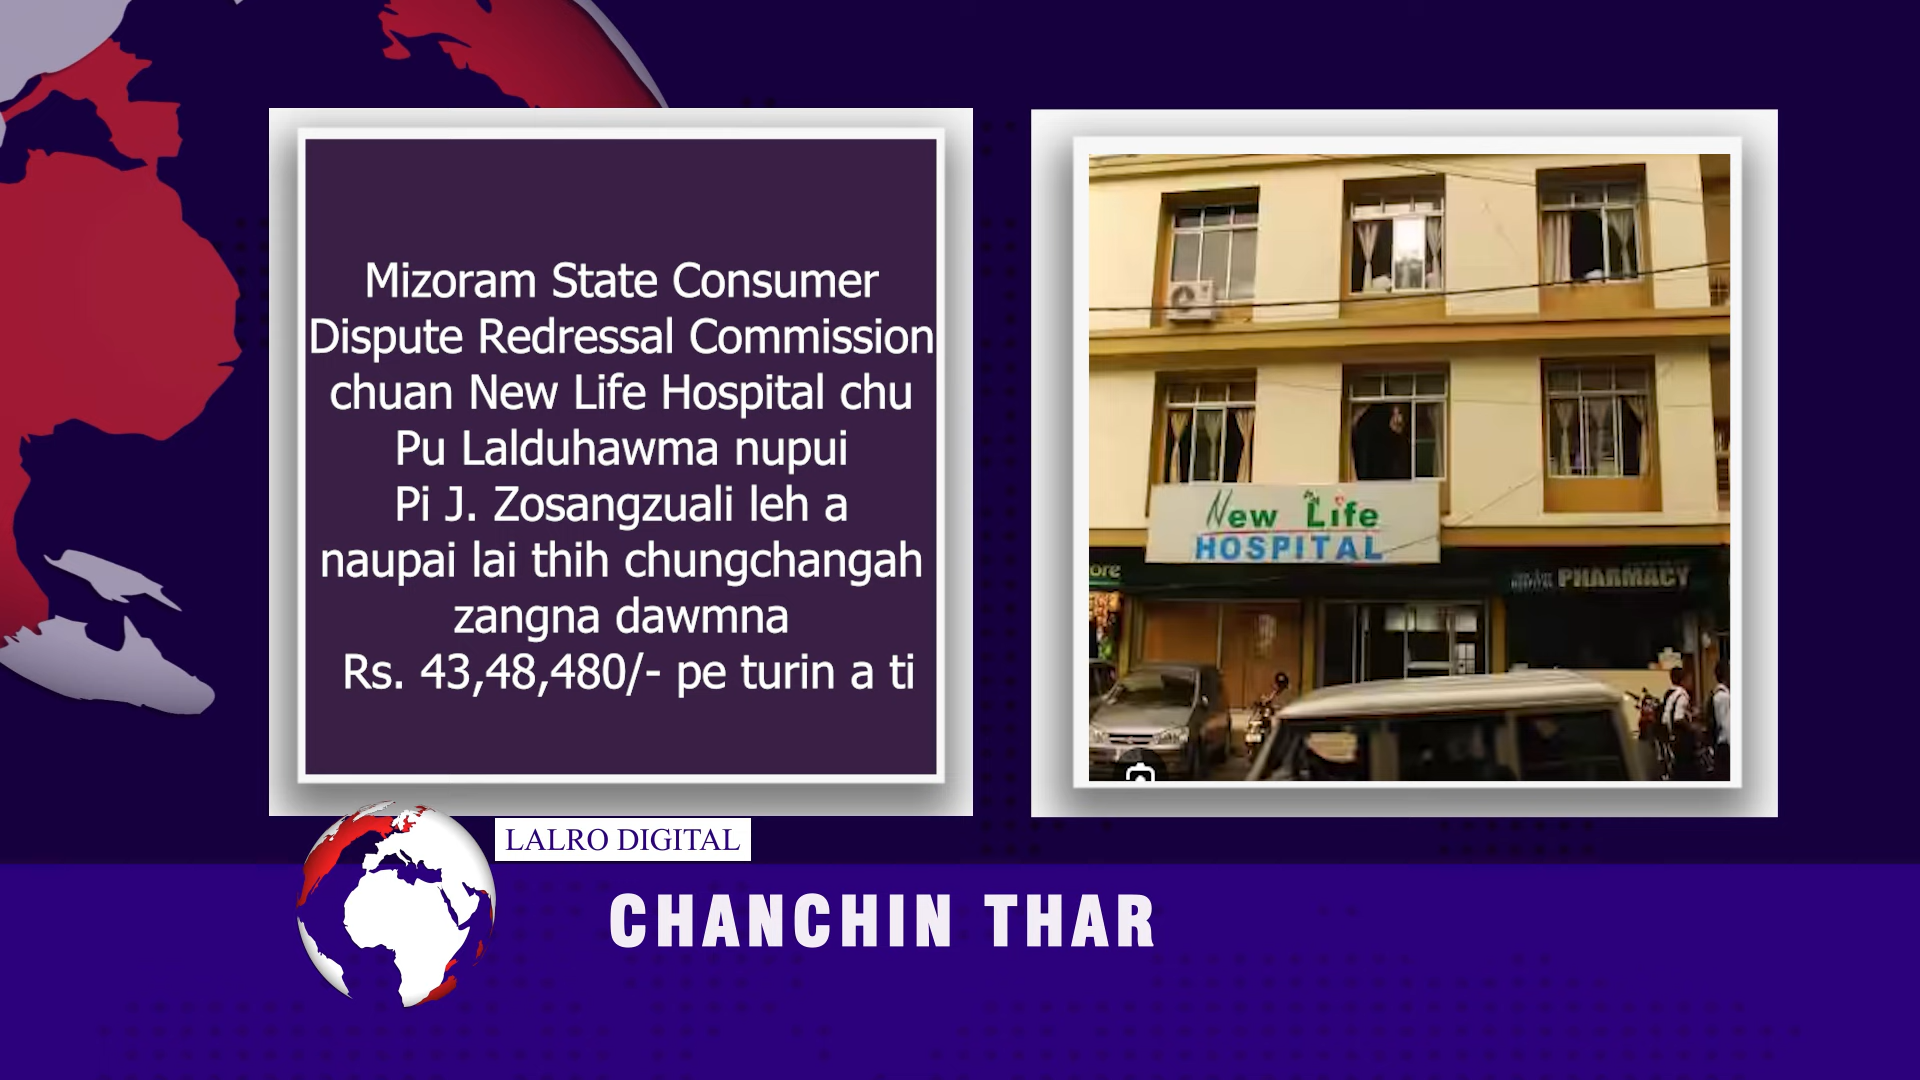 Mizoram State Consumer
Dispute Redressal Commission
chuan New Life Hospital chu
Pu Lalduhawma nupui
Pi J. Zosangzuali leh a
naupai lai thih chungchangah
zangna dawmna
Rs. 43,48,480/- pe turin a ti
New Life
HOSPITAL
ore
PHARMACY
LALRO DIGITAL
CHANCHIN THAR